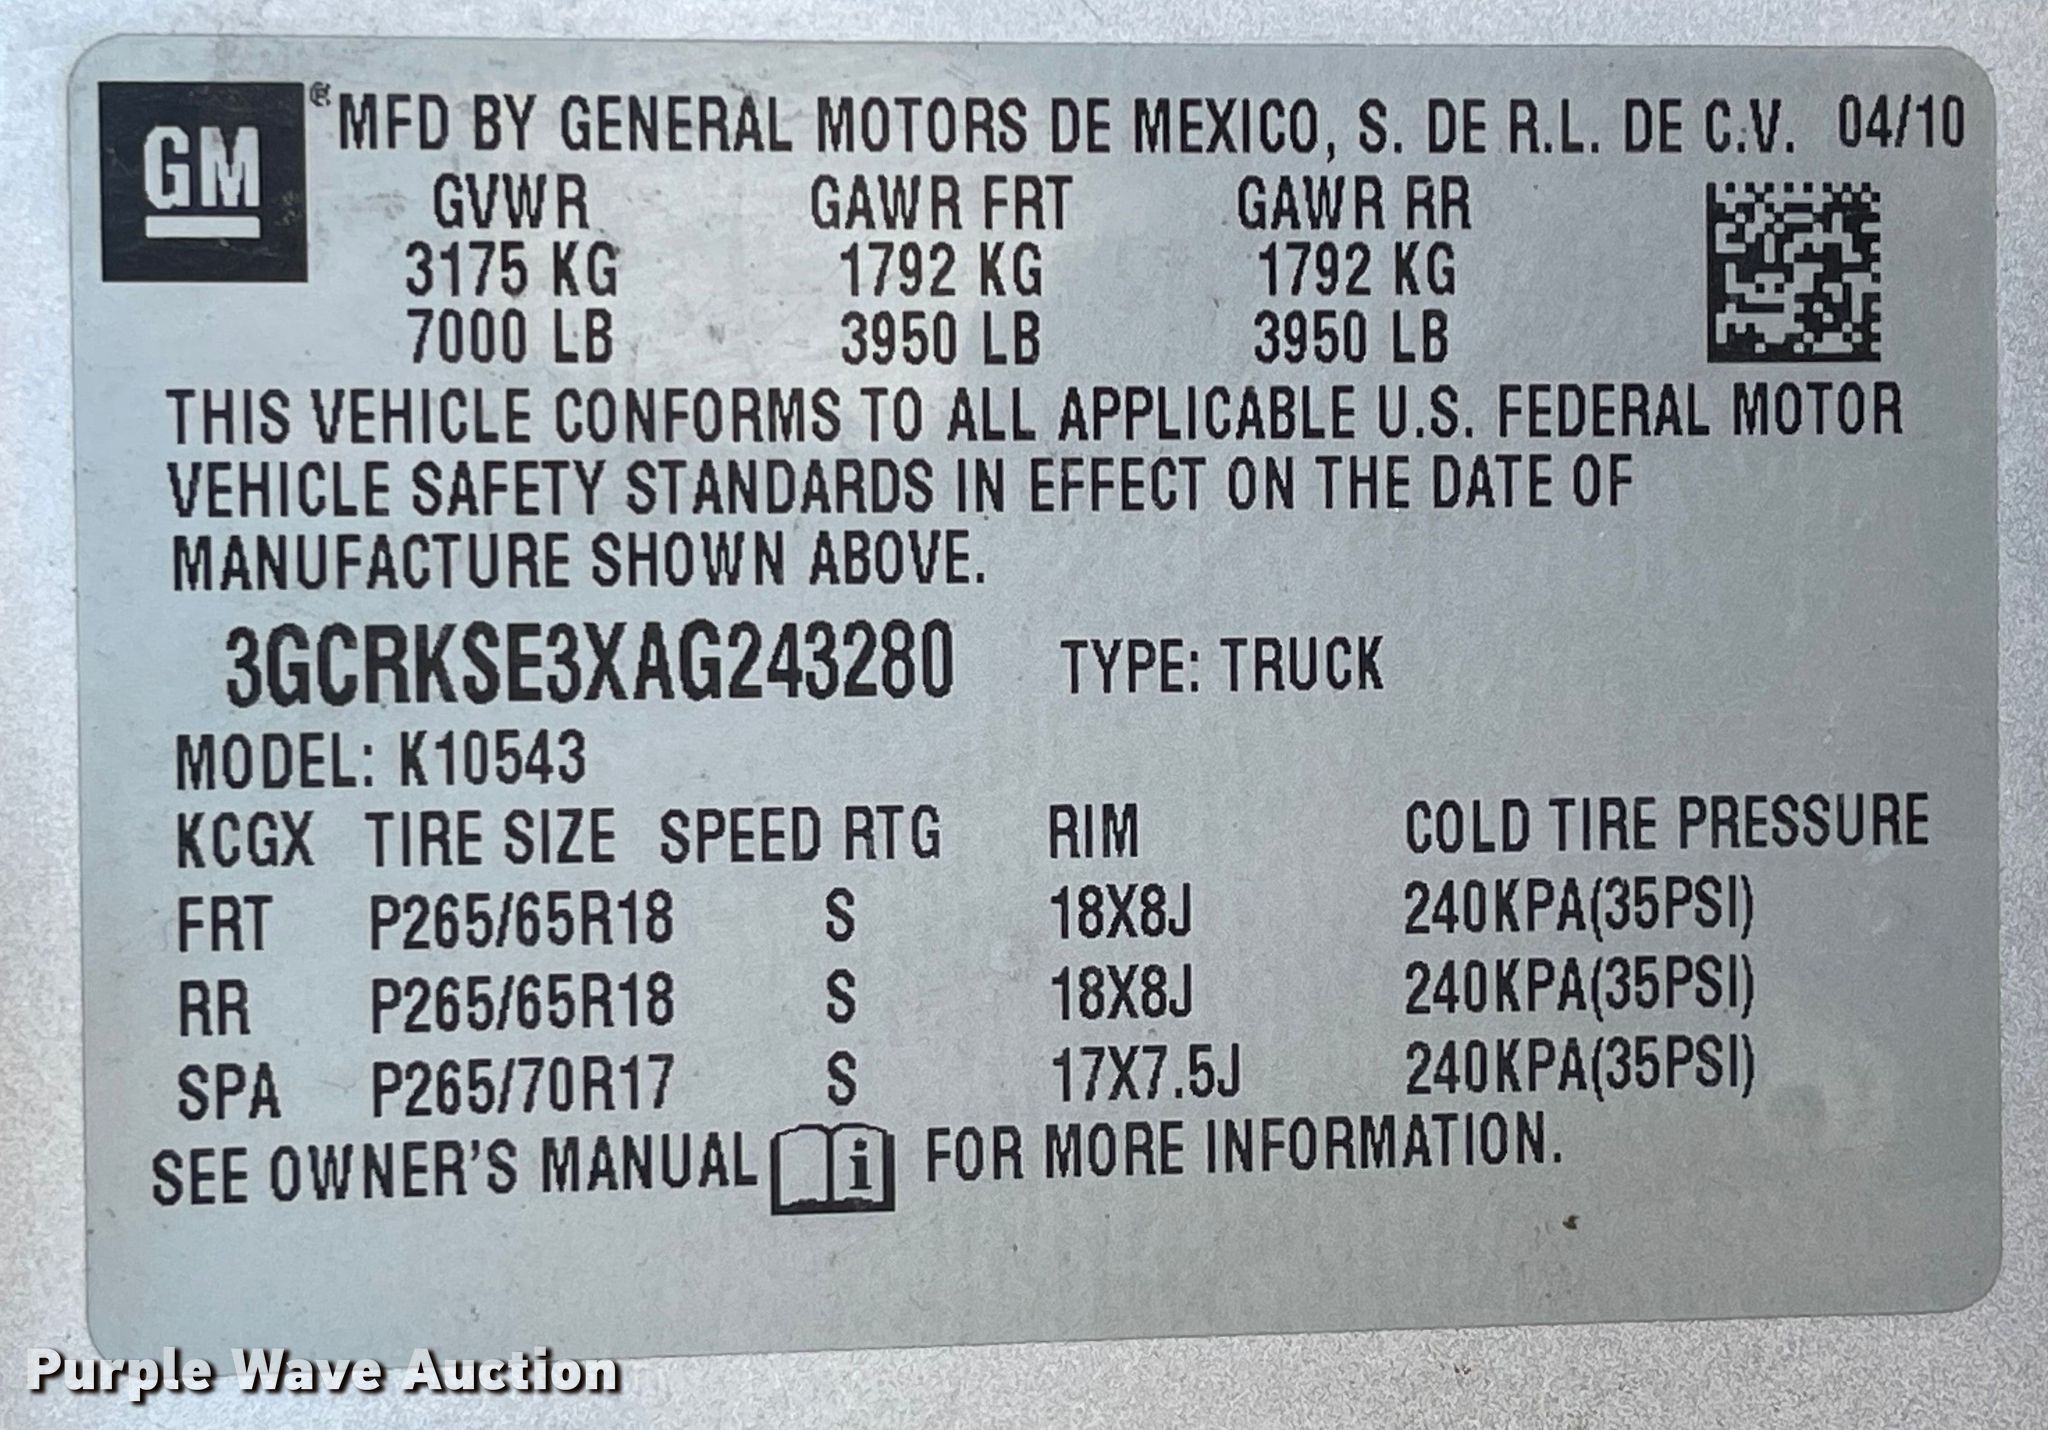 GM ® MFD BY GENERAL MOTORS DE MEXICO, S. DE R.L. DE C.V. 04/10
GVWR GAWR FRT GAWR RR
3175 KG 1792 KG 1792 KG
7000 LB 3950 LB 3950 LB
THIS VEHICLE CONFORMS TO ALL APPLICABLE U.S. FEDERAL MOTOR
VEHICLE SAFETY STANDARDS IN EFFECT ON THE DATE OF
MANUFACTURE SHOWN ABOVE.
3GCRKSE3XAG243280 TYPE: TRUCK
MODEL: K10543
KCGX TIRE SIZE SPEED RTG RIM COLD TIRE PRESSURE
FRT P265/65R18 S 18X8J 240KPA(35PSI)
RR P265/65R18 S 18X8J 240KPA(35PSI)
SPA P265/70R17 S 17X7.5J 240KPA(35PSI)
SEE OWNER'S MANUAL i FOR MORE INFORMATION.
Purple Wave Auction